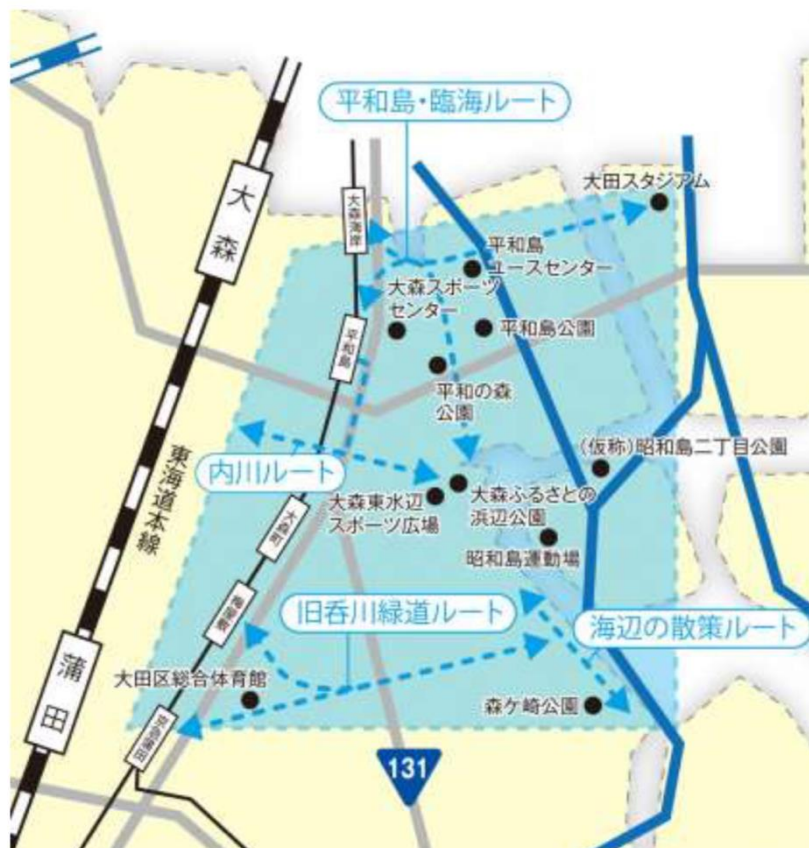 平和島・臨海ルート
大田スタジアム
大森
大森海岸
平和島
ユースセンター
大森スポーツ
センター
平和島公園
平和島
平和の森
公園
(仮称)昭和島二丁目公園
内川ルート
東海道本線
大森東水辺
スポーツ広場
大森ふるさとの
浜辺公園
大森町
昭和島運動場
梅屋敷
旧呑川緑道ルート
海辺の散策ルート
蒲田
大田区総合体育館
京急蒲田
森ケ崎公園
131